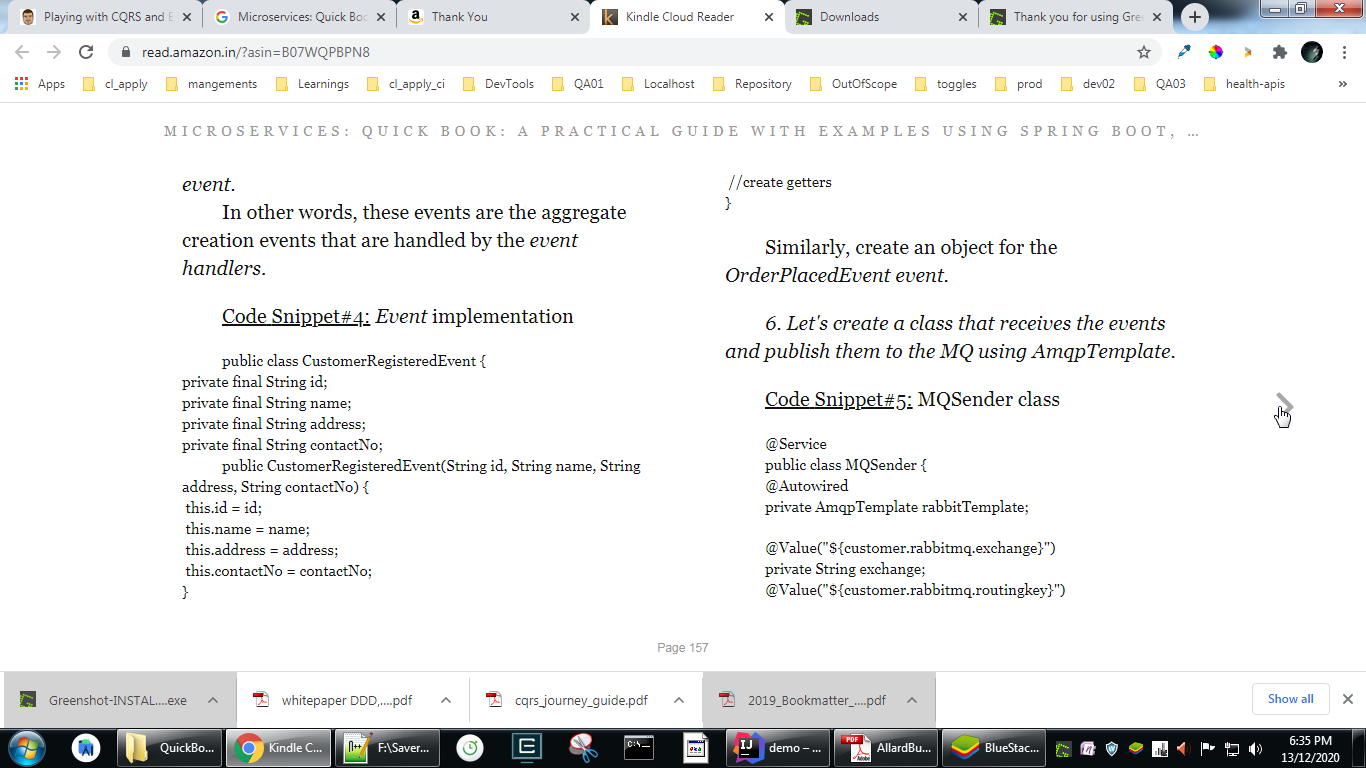 Playing with CQRS and E
Microservices: Quick Boo
Thank You
Kindle Cloud Reader
Downloads
Thank you for using Gre
read.amazon.in/?asin=B07WQPBPN8
Apps
cl_apply
mangements
Learnings
cl_apply_ci
DevTools
QA01
Localhost
Repository
OutOfScope
toggles
prod
dev02
QA03
health-apis
»
MICROSERVICES: QUICK BOOK: A PRACTICAL GUIDE WITH EXAMPLES USING SPRING BOOT, …
event.
In other words, these events are the aggregate
creation events that are handled by the event
handlers.
Code Snippet#4: Event implementation
public class CustomerRegisteredEvent {
private final String id;
private final String name;
private final String address;
private final String contactNo;
public CustomerRegisteredEvent(String id, String name, String
address, String contactNo) {
this.id = id;
this.name = name;
this.address = address;
this.contactNo = contactNo;
}
//create getters
}
Similarly, create an object for the
OrderPlacedEvent event.
6. Let's create a class that receives the events
and publish them to the MQ using AmqpTemplate.
Code Snippet#5: MQSender class
@Service
public class MQSender {
@Autowired
private AmqpTemplate rabbitTemplate;
@Value("${customer.rabbitmq.exchange}")
private String exchange;
@Value("${customer.rabbitmq.routingkey}")
Page 157
Greenshot-INSTAL....exe
whitepaper DDD,....pdf
cqrs_journey_guide.pdf
2019_Bookmatter_....pdf
Show all
QuickBo...
Kindle C...
F:\Saver...
C:\
demo – ...
AllardBu...
BlueStac...
6:35 PM
13/12/2020